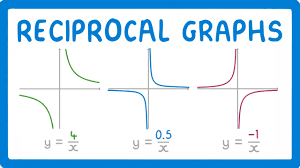 RECIPROCAL GRAPHS
y = 4/x y = 0.5/x y = -1/x